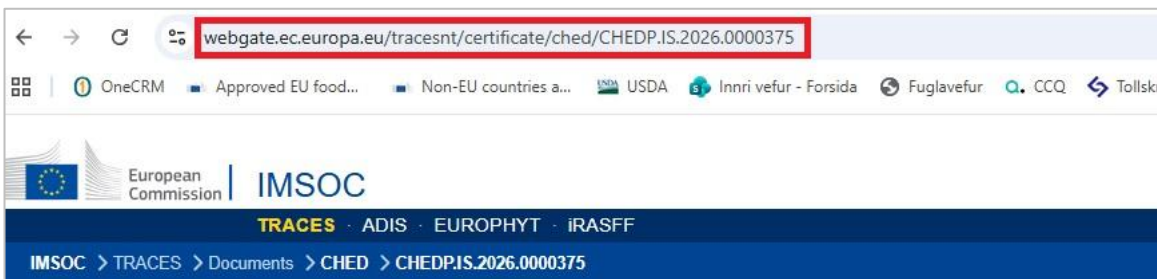 webgate.ec.europa.eu/tracesnt/certificate/ched/CHEDP.IS.2026.0000375
OneCRM Approved EU food... Non-EU countries a... USDA Innri vefur - Forsida Fuglavefur CCQ Tollsk
European
Commission IMSOC
TRACES · ADIS · EUROPHYT · iRASFF
IMSOC > TRACES > Documents > CHED > CHEDP.IS.2026.0000375